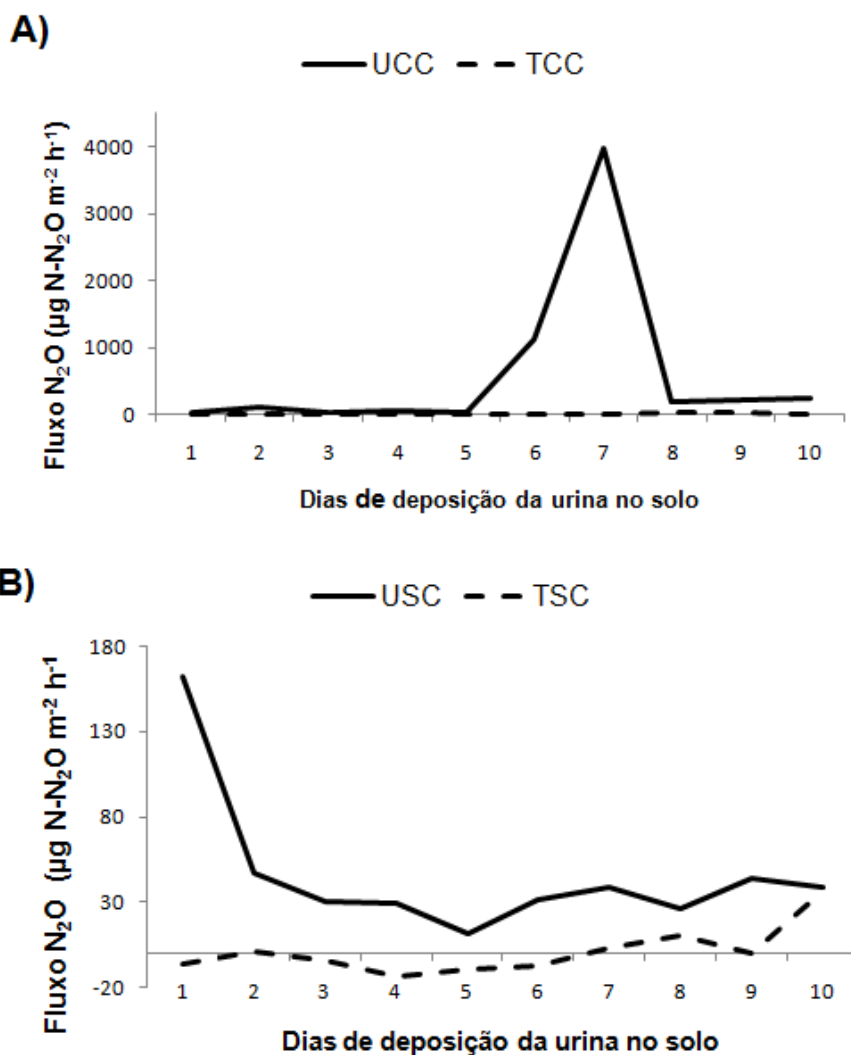 A)
UCC TCC
Fluxo N₂O (µg N-N₂O m⁻² h⁻¹)
4000
3000
2000
1000
0
1 2 3 4 5 6 7 8 9 10
Dias de deposição da urina no solo
B)
USC TSC
Fluxo N₂O (µg N-N₂O m⁻² h⁻¹
180
130
80
30
-20
1 2 3 4 5 6 7 8 9 10
Dias de deposição da urina no solo